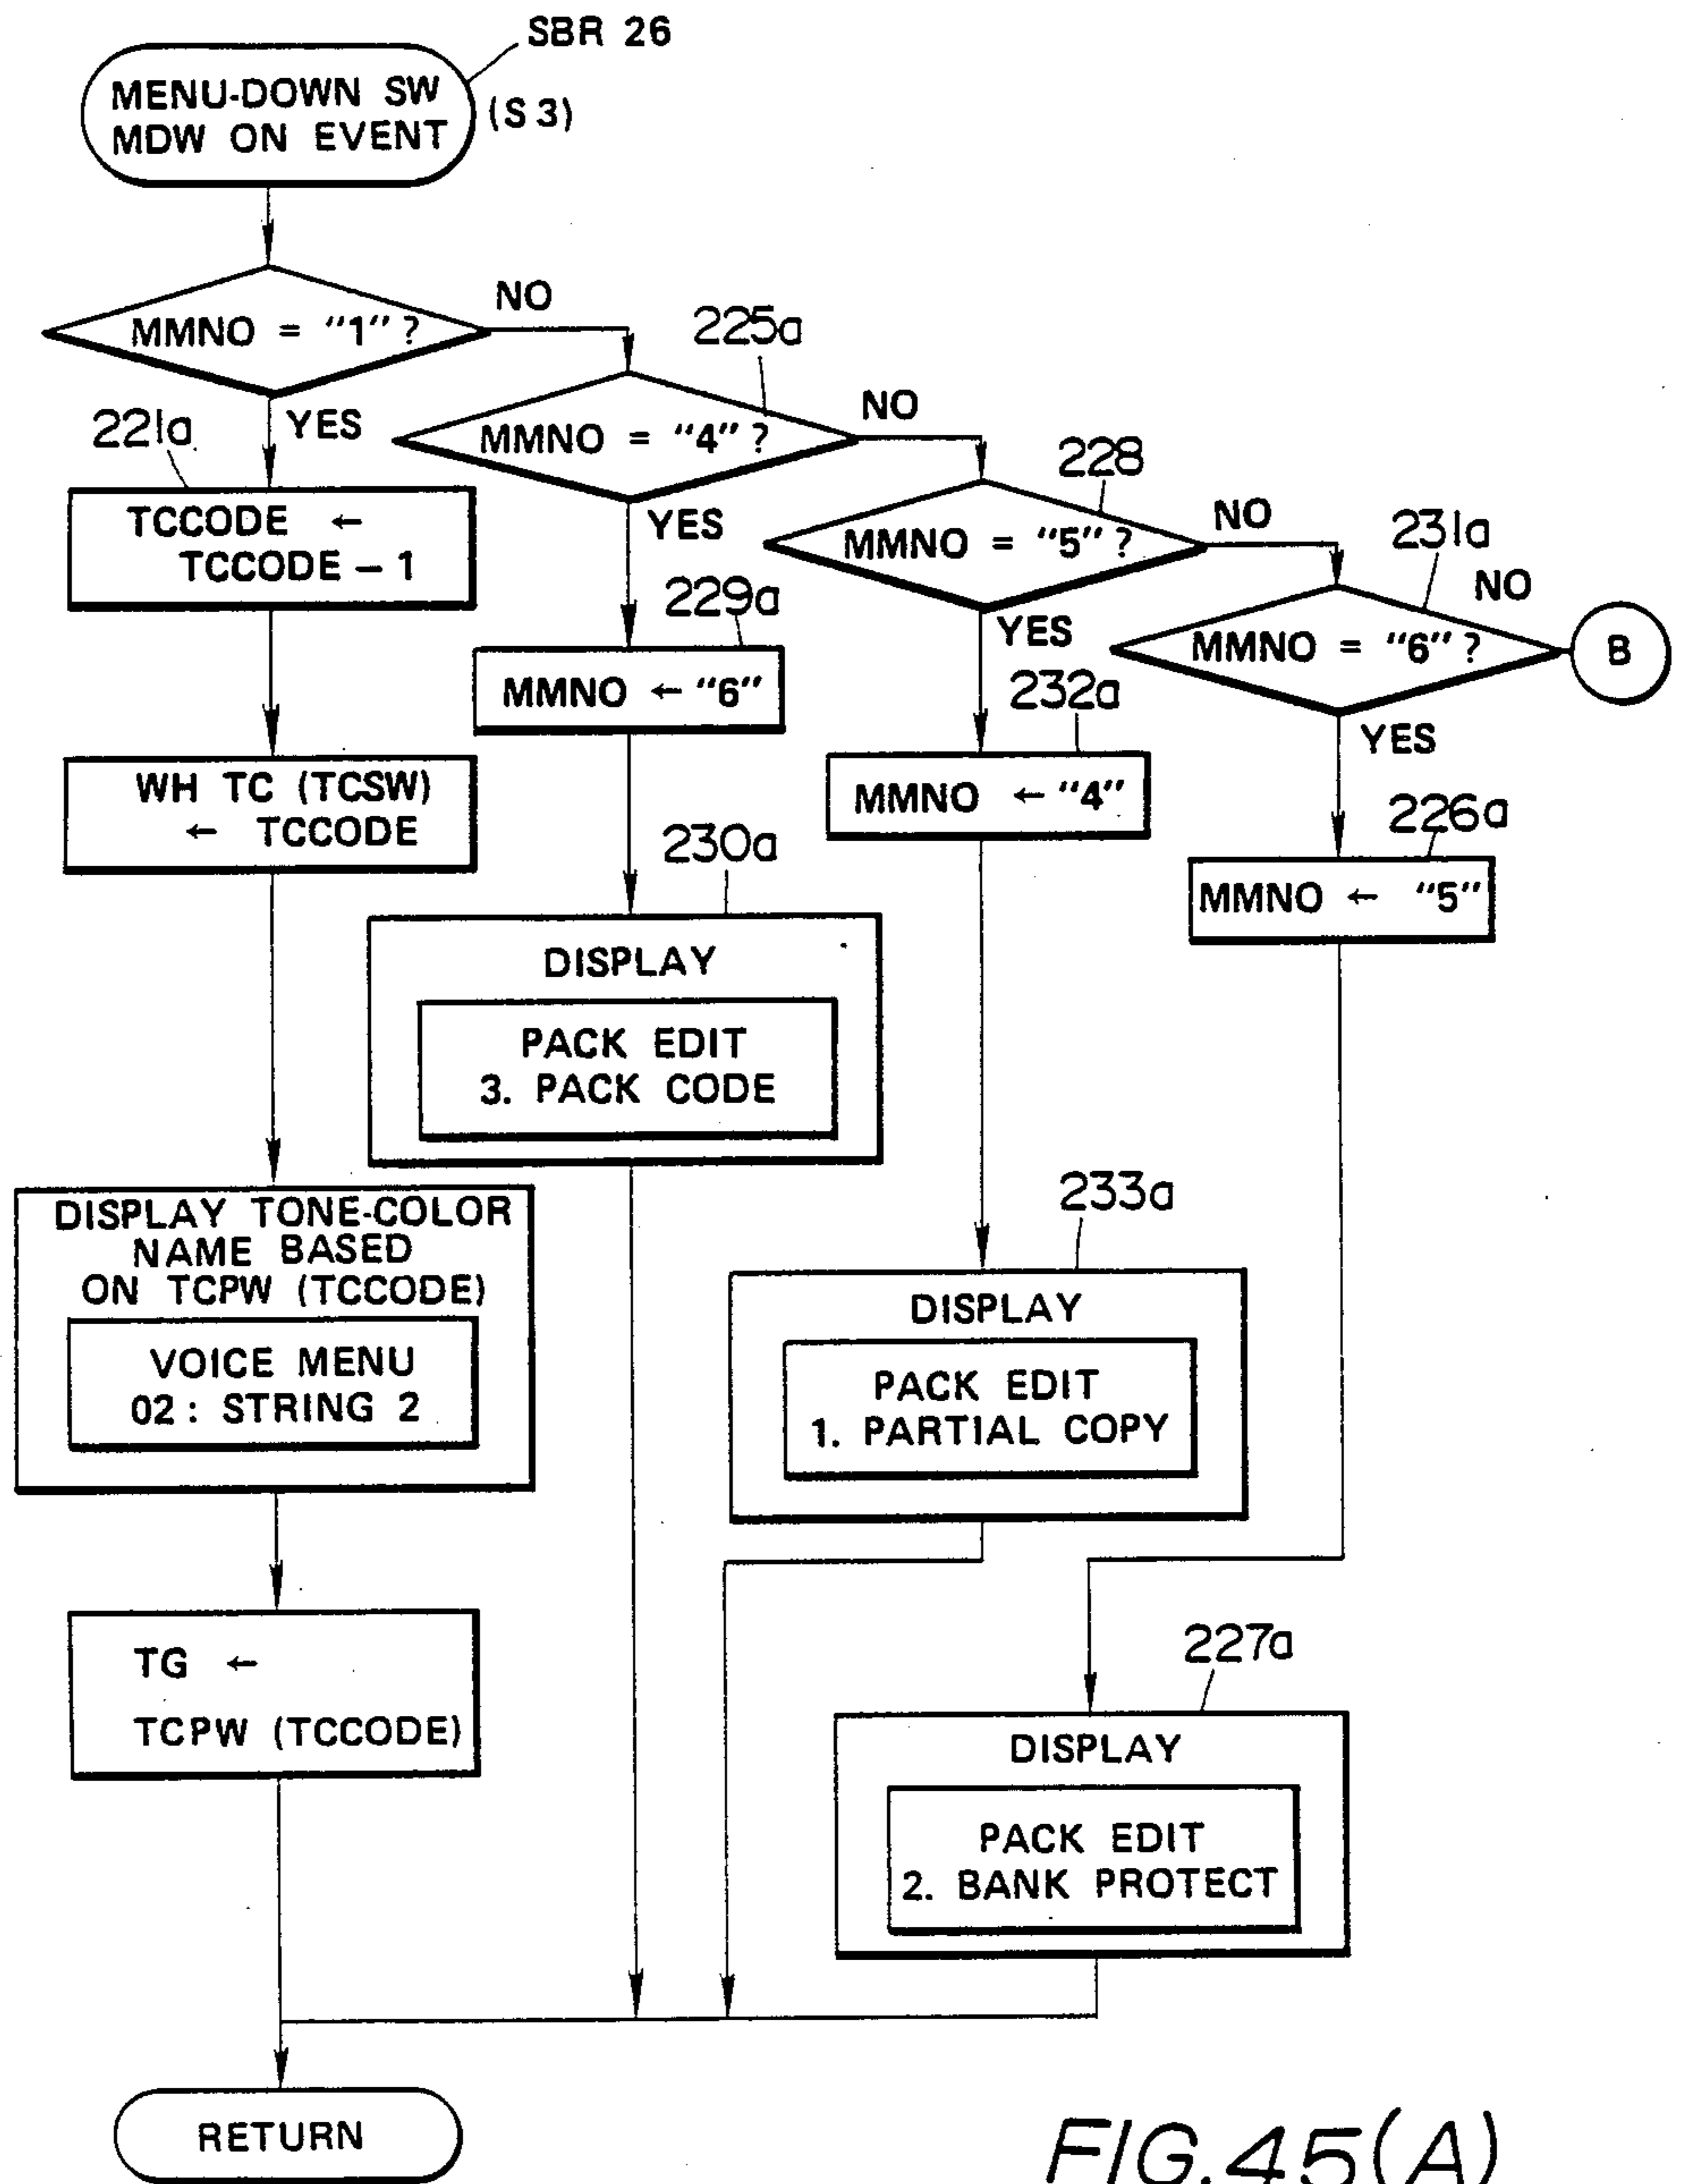 SBR 26
MENU-DOWN SW
MDW ON EVENT
(S3)
MMNO = "1"?
NO
YES
225a
MMNO = "4"?
NO
YES
221a
TCCODE ←
TCCODE – 1
228
MMNO = "5"?
NO
YES
231a
NO
MMNO = "6"?
B
YES
229a
MMNO ← "6"
232a
MMNO ← "4"
WH TC (TCSW)
← TCCODE
226a
MMNO ← "5"
230a
DISPLAY
PACK EDIT
3. PACK CODE
DISPLAY TONE-COLOR
NAME BASED
ON TCPW (TCCODE)
VOICE MENU
02: STRING 2
233a
DISPLAY
PACK EDIT
1. PARTIAL COPY
TG ←
TCPW (TCCODE)
227a
DISPLAY
PACK EDIT
2. BANK PROTECT
RETURN
FIG.45(A)